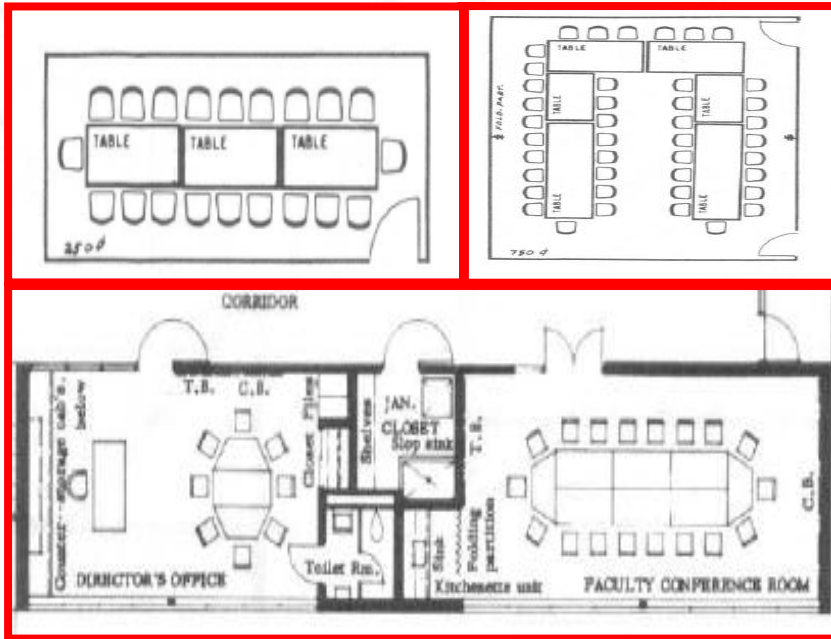 TABLE
TABLE
TABLE
250 ¢
TABLE
TABLE
TABLE
TABLE
TABLE
TABLE
FOLD. PART.
S
S
750 ¢
CORRIDOR
T.B.
C.B.
Counter--storage cab's. below
Closet
Files
Shelves
JAN. CLOSET
Slop sink
T.B.
C.B.
Sink
Folding partition
Toilet Rm.
Kitchenette unit
DIRECTOR'S OFFICE
FACULTY CONFERENCE ROOM